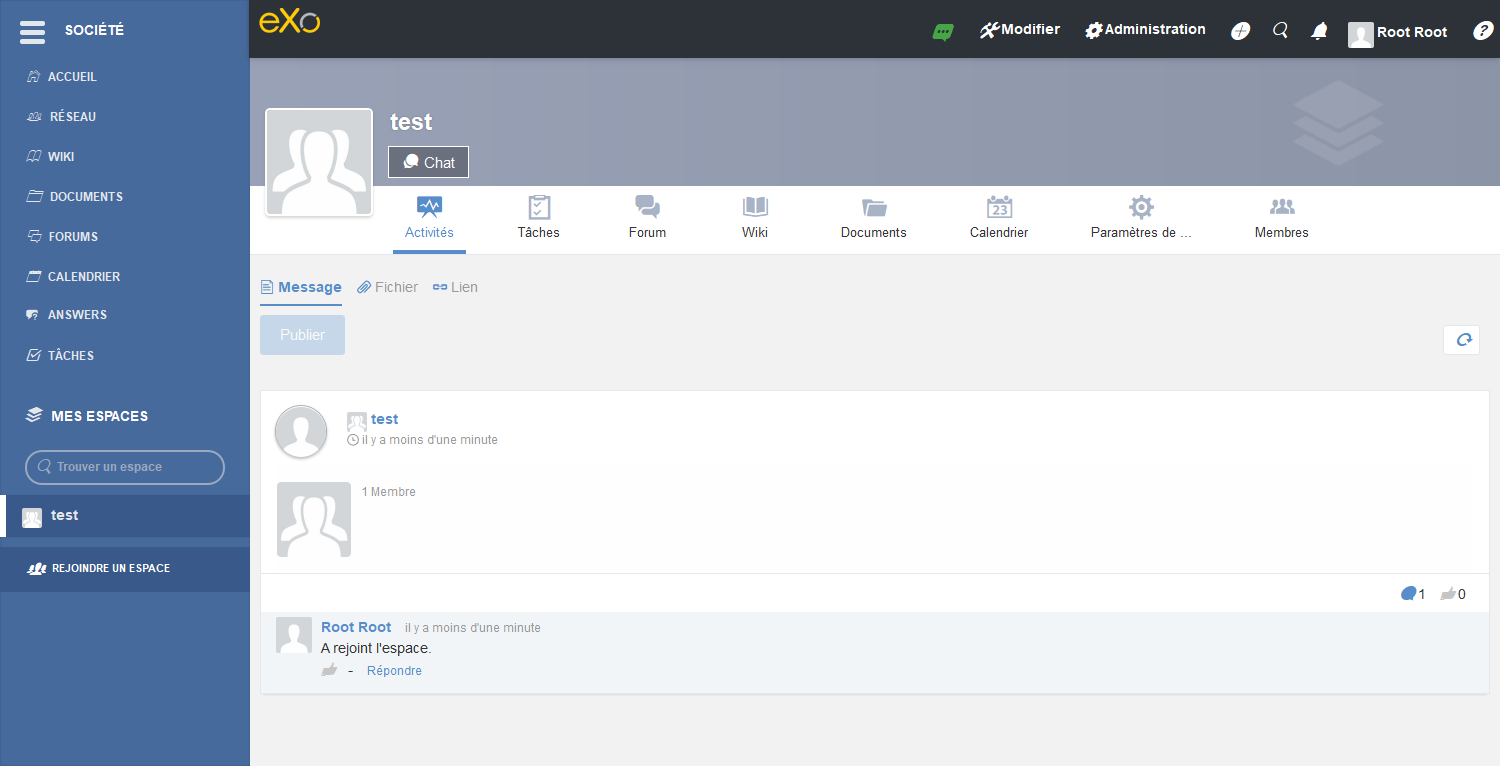 SOCIÉTÉ
ACCUEIL
RÉSEAU
WIKI
DOCUMENTS
FORUMS
CALENDRIER
ANSWERS
TÂCHES
MES ESPACES
Trouver un espace
test
REJOINDRE UN ESPACE
eXo
Modifier
Administration
Root Root
?
test
Chat
Activités
Tâches
Forum
Wiki
Documents
23
Calendrier
Paramètres de ...
Membres
Message
Fichier
Lien
Publier
test
il y a moins d'une minute
1 Membre
1
0
Root Root il y a moins d'une minute
A rejoint l'espace.
- Répondre